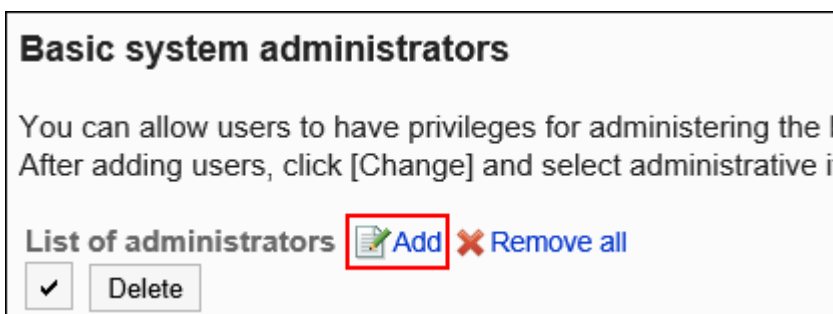 Basic system administrators
You can allow users to have privileges for administering the
After adding users, click [Change] and select administrative
List of administrators Add Remove all
Delete